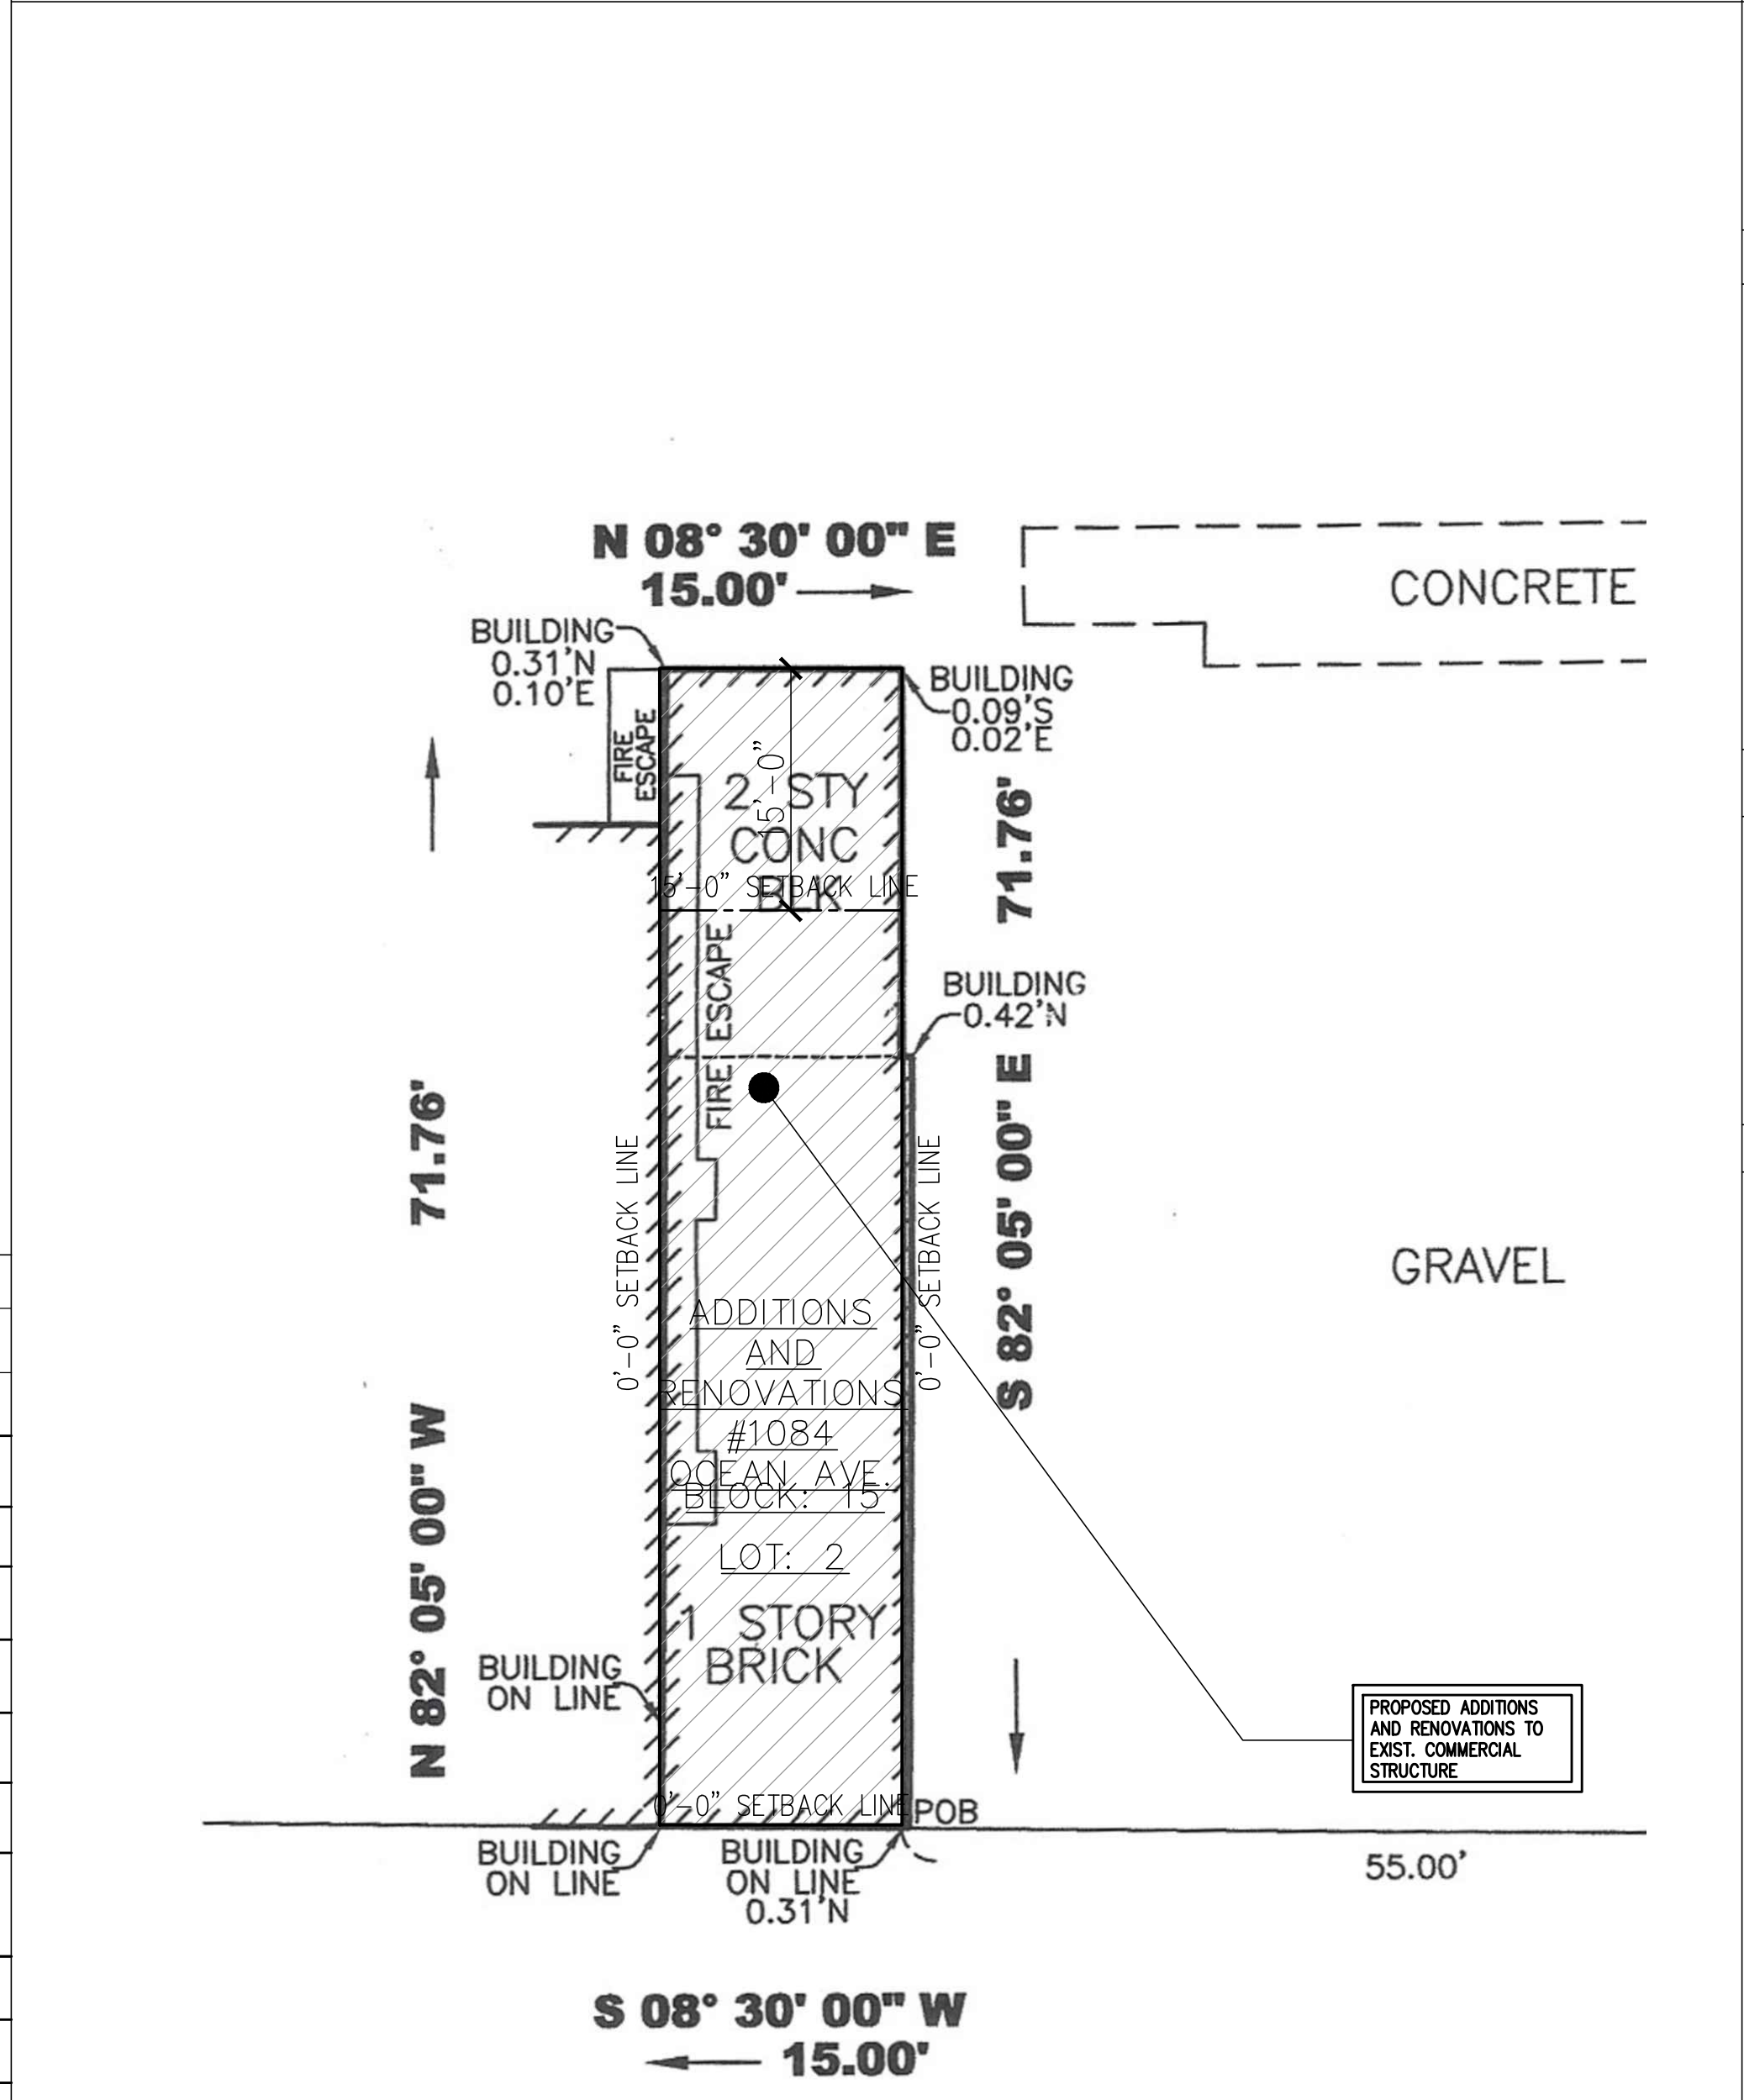 N 08° 30' 00" E
15.00'
CONCRETE
BUILDING
0.31'N
0.10'E
BUILDING
0.09'S
0.02'E
FIRE
ESCAPE
2 STY
CONC
BLK
15'-0"
15'-0" SETBACK LINE
FIRE ESCAPE
BUILDING
0.42'N
S 82° 05' 00" E 71.76'
N 82° 05' 00" W 71.76'
0'-0" SETBACK LINE
0'-0" SETBACK LINE
GRAVEL
ADDITIONS
AND
RENOVATIONS
#1084
OCEAN AVE.
BLOCK: 15
LOT: 2
1 STORY
BRICK
BUILDING
ON LINE
PROPOSED ADDITIONS
AND RENOVATIONS TO
EXIST. COMMERCIAL
STRUCTURE
0'-0" SETBACK LINE
POB
BUILDING
ON LINE
BUILDING
ON LINE
0.31'N
55.00'
S 08° 30' 00" W
15.00'